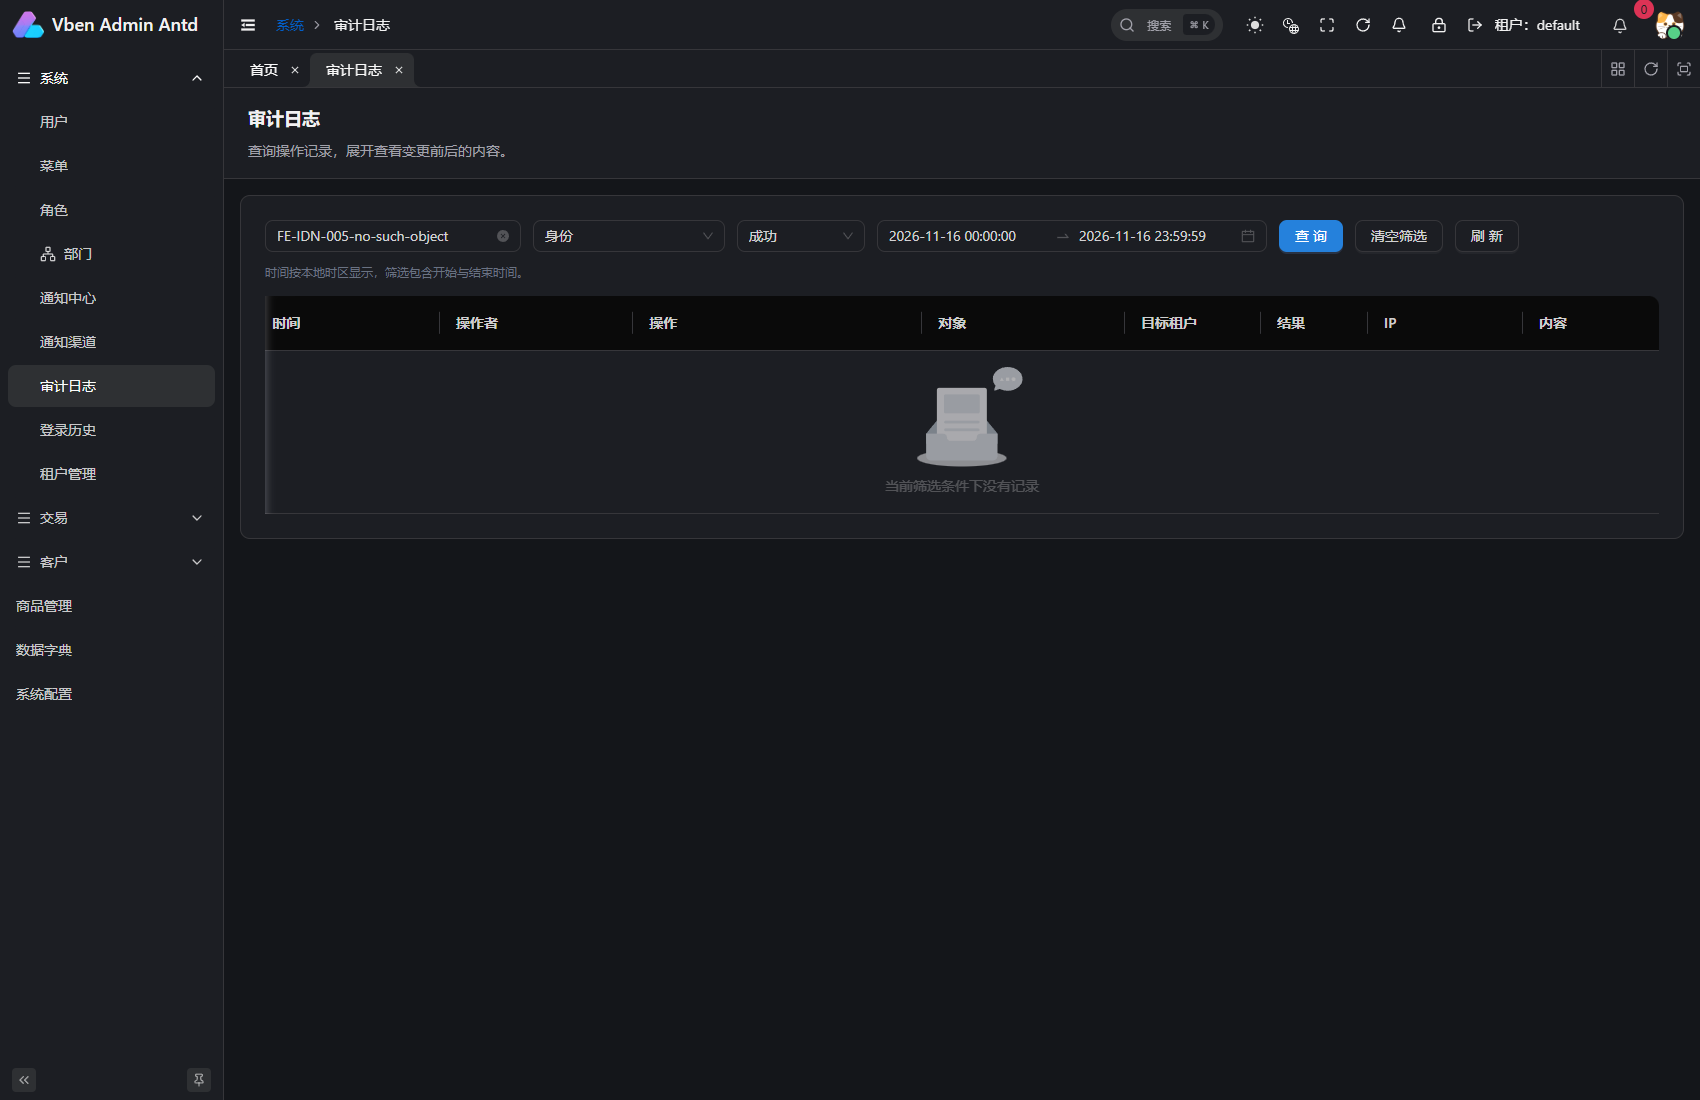 Vben Admin Antd
系统 > 审计日志
搜索 ⌘ K
租户：default
0
首页 ×
审计日志 ×
系统
用户
菜单
角色
部门
通知中心
通知渠道
审计日志
登录历史
租户管理
交易
客户
商品管理
数据字典
系统配置
审计日志
查询操作记录，展开查看变更前后的内容。
FE-IDN-005-no-such-object 身份 成功 2026-11-16 00:00:00 → 2026-11-16 23:59:59 查 询 清空筛选 刷 新
时间按本地时区显示，筛选包含开始与结束时间。
时间 操作者 操作 对象 目标租户 结果 IP 内容
当前筛选条件下没有记录